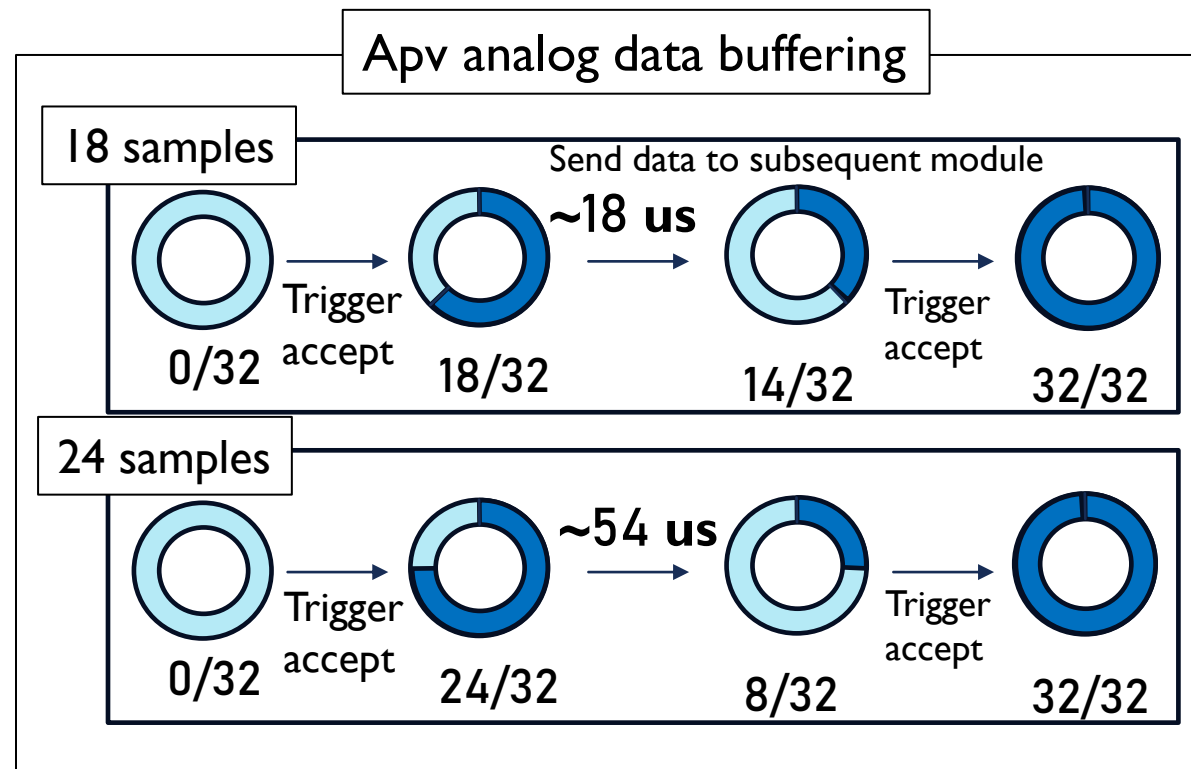 Apv analog data buffering
18 samples
Send data to subsequent module
~18 us
Trigger
accept
Trigger
accept
0/32
18/32
14/32
32/32
24 samples
~54 us
Trigger
accept
Trigger
accept
0/32
24/32
8/32
32/32